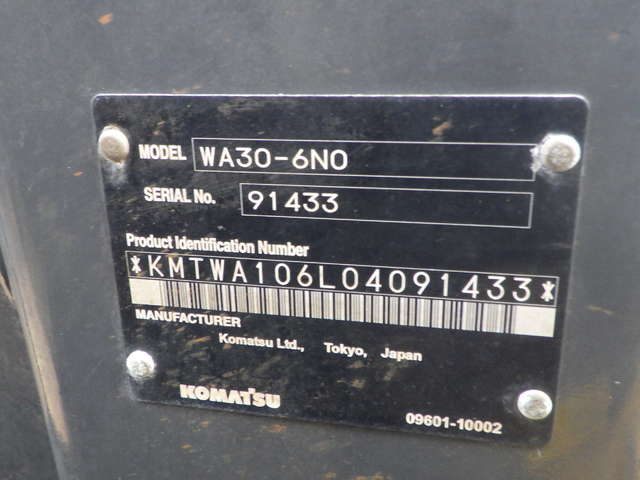 MODEL WA30-6N0
SERIAL No. 91433
Product Identification Number
*KMTWA106L04091433*
MANUFACTURER
Komatsu Ltd., Tokyo, Japan
KOMATSU
09601-10002